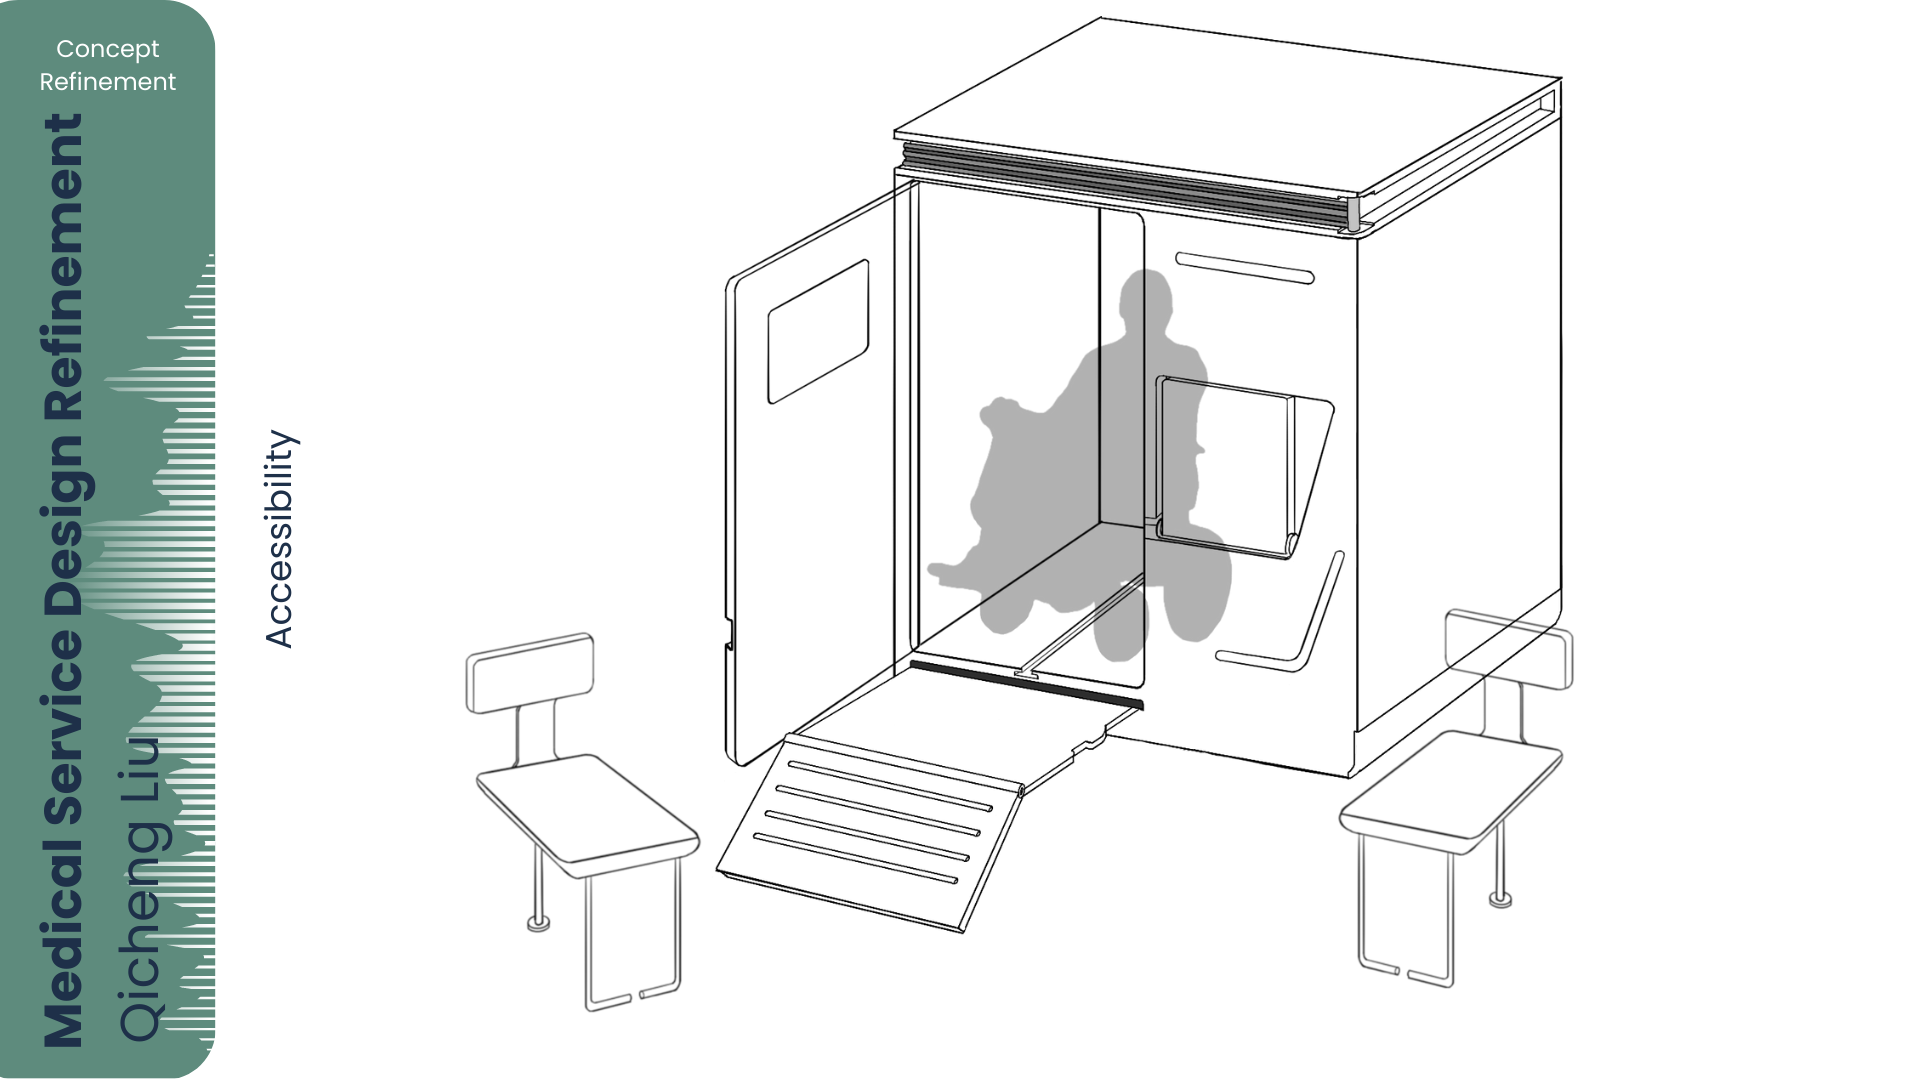 Concept
Refinement
Medical Service Design Refinement
Qicheng Liu
Accessibility